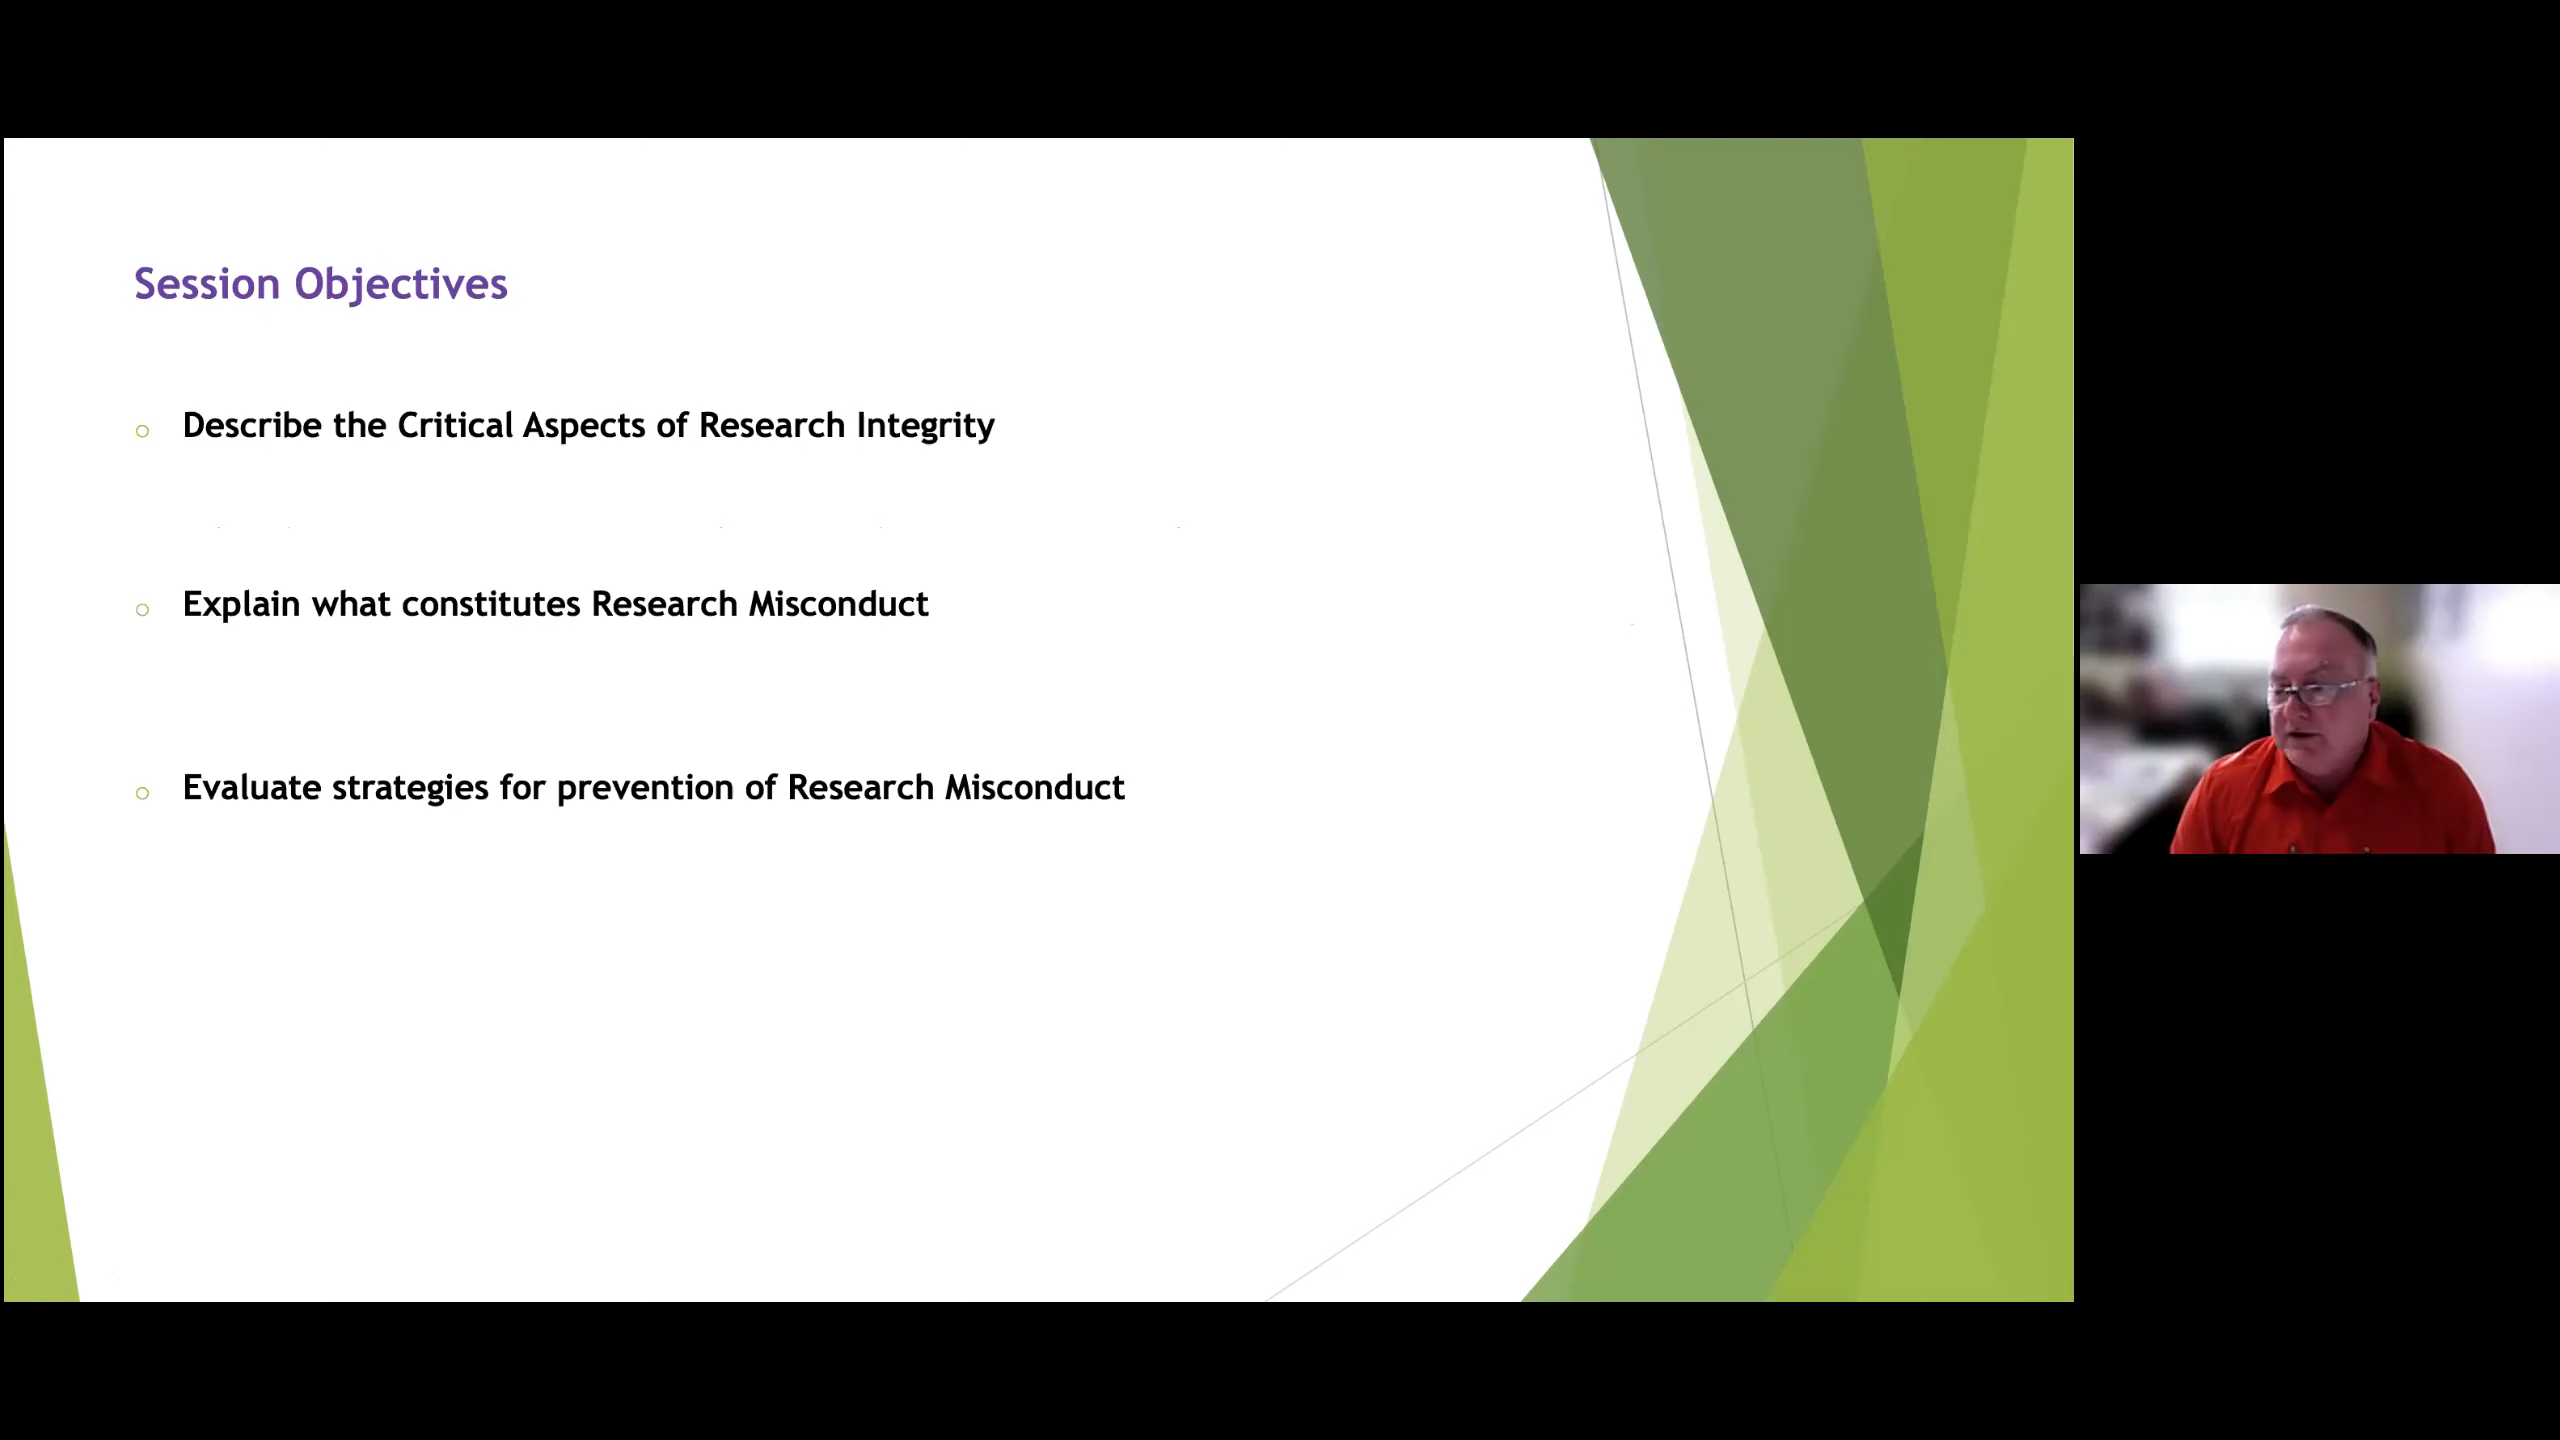 Session Objectives
Describe the Critical Aspects of Research Integrity
Explain what constitutes Research Misconduct
Evaluate strategies for prevention of Research Misconduct